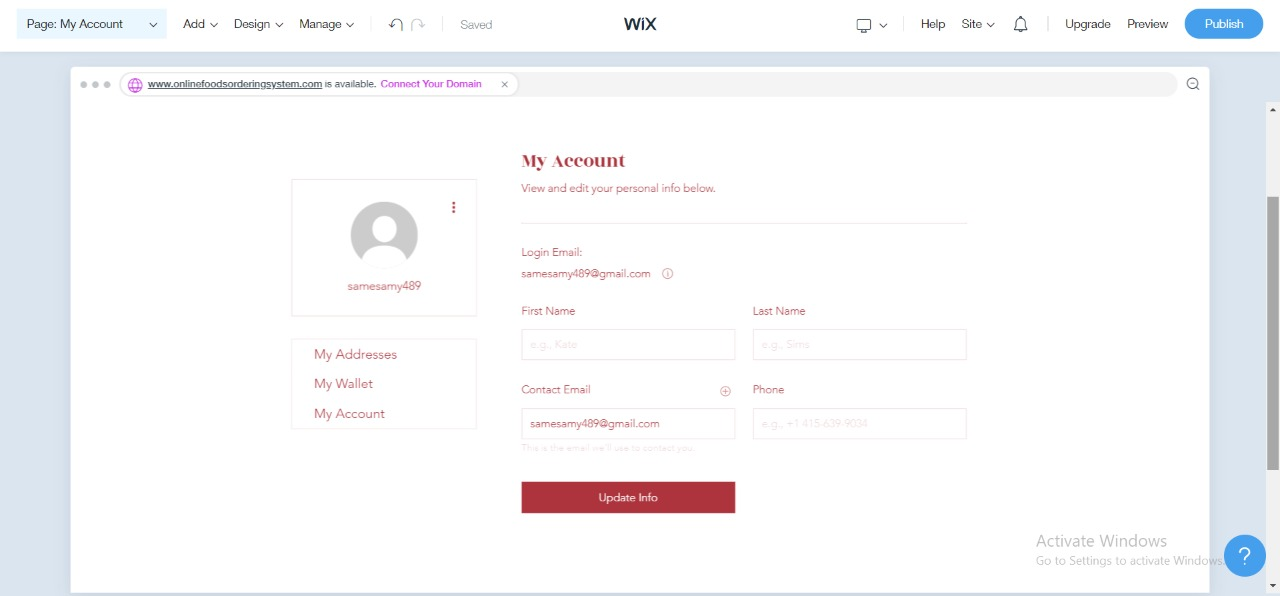 Page: My Account Add Design Manage Saved WiX Help Site Upgrade Preview Publish
www.onlinefoodsorderingsystem.com is available. Connect Your Domain
samesamy489
My Addresses
My Wallet
My Account
My Account
View and edit your personal info below.
Login Email:
samesamy489@gmail.com
First Name Last Name
e.g., Kate e.g., Sims
Contact Email Phone
samesamy489@gmail.com e.g., +1 415-639-9034
This is the email we'll use to contact you.
Update Info
Activate Windows
Go to Settings to activate Windows.
?